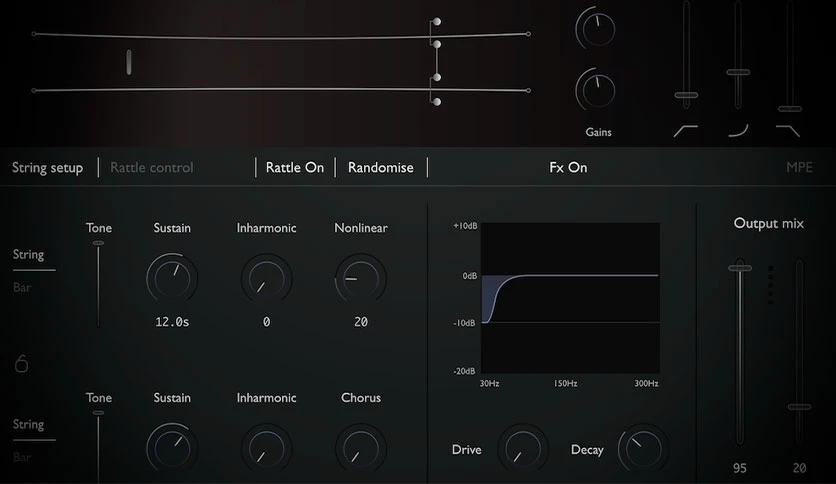 Gains
String setup
Rattle control
Rattle On
Randomise
Fx On
MPE
Tone
Sustain
Inharmonic
Nonlinear
String
Bar
12.0s
0
20
Tone
Sustain
Inharmonic
Chorus
String
Bar
+10dB
0dB
-10dB
-20dB
30Hz
150Hz
300Hz
Drive
Decay
Output mix
95
20